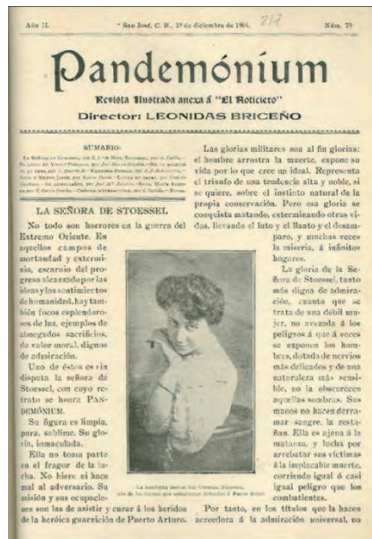 Año II.
San José, C. R., 1º de diciembre de 1904.
Núm. 79
217
Pandemónium
Revista Ilustrada anexa á "El Noticiero"
Director: LEONIDAS BRICEÑO
SUMARIO:
LA SEÑORA DE STOESSEL
No todo son horrores en la guerra del
Extremo Oriente. En
aquellos campos de
mortandad y extermi-
nio, escarnio del pro-
greso alcanzado por las
ideas y los sentimientos
de humanidad, hay tam-
bién focos esplendoro-
sos de luz, ejemplos de
abnegados sacrificios,
de valor moral, dignos
de admiración.
Uno de éstos es sin
disputa la señora de
Stoessel, con cuyo re-
trato se honra PAN-
DEMÓNIUM.
Su figura es limpia,
pura, sublime. Su glo-
ria, inmaculada.
Ella no toma parte
en el fragor de la lu-
cha. No hiere ni hace
mal al adversario. Su
misión y sus ocupacio-
nes son las de asistir y curar á los heridos
de la heróica guarnición de Puerto Arturo.
Las glorias militares son al fin glorias:
el hombre arrostra la muerte, expone su
vida por lo que cree un ideal. Representa
el triunfo de una tendencia alta y noble, si
se quiere, sobre el instinto natural de la
propia conservación. Pero esa gloria se
conquista matando, exterminando otras vi-
das, llevando el luto y el llanto y el desam-
paro, y muchas veces
la miseria, á infinitos
hogares.
La gloria de la Se-
ñora de Stoessel, tanto
más digna de admira-
ción, cuanto que se
trata de una débil mu-
jer, no avezada á los
peligros á que á veces
se exponen los hom-
bres, dotada de nervios
más delicados y de una
naturaleza más sensi-
ble, no la obscurecen
aquellas sombras. Sus
manos no hacen derra-
mar sangre, la resta-
ñan. Ella es ajena á la
matanza, y lucha por
arrebatar sus víctimas
á la implacable muerte,
corriendo igual ó casi
igual peligro que los
combatientes.
Por tanto, en los títulos que la hacen
acreedora á la admiración universal, no